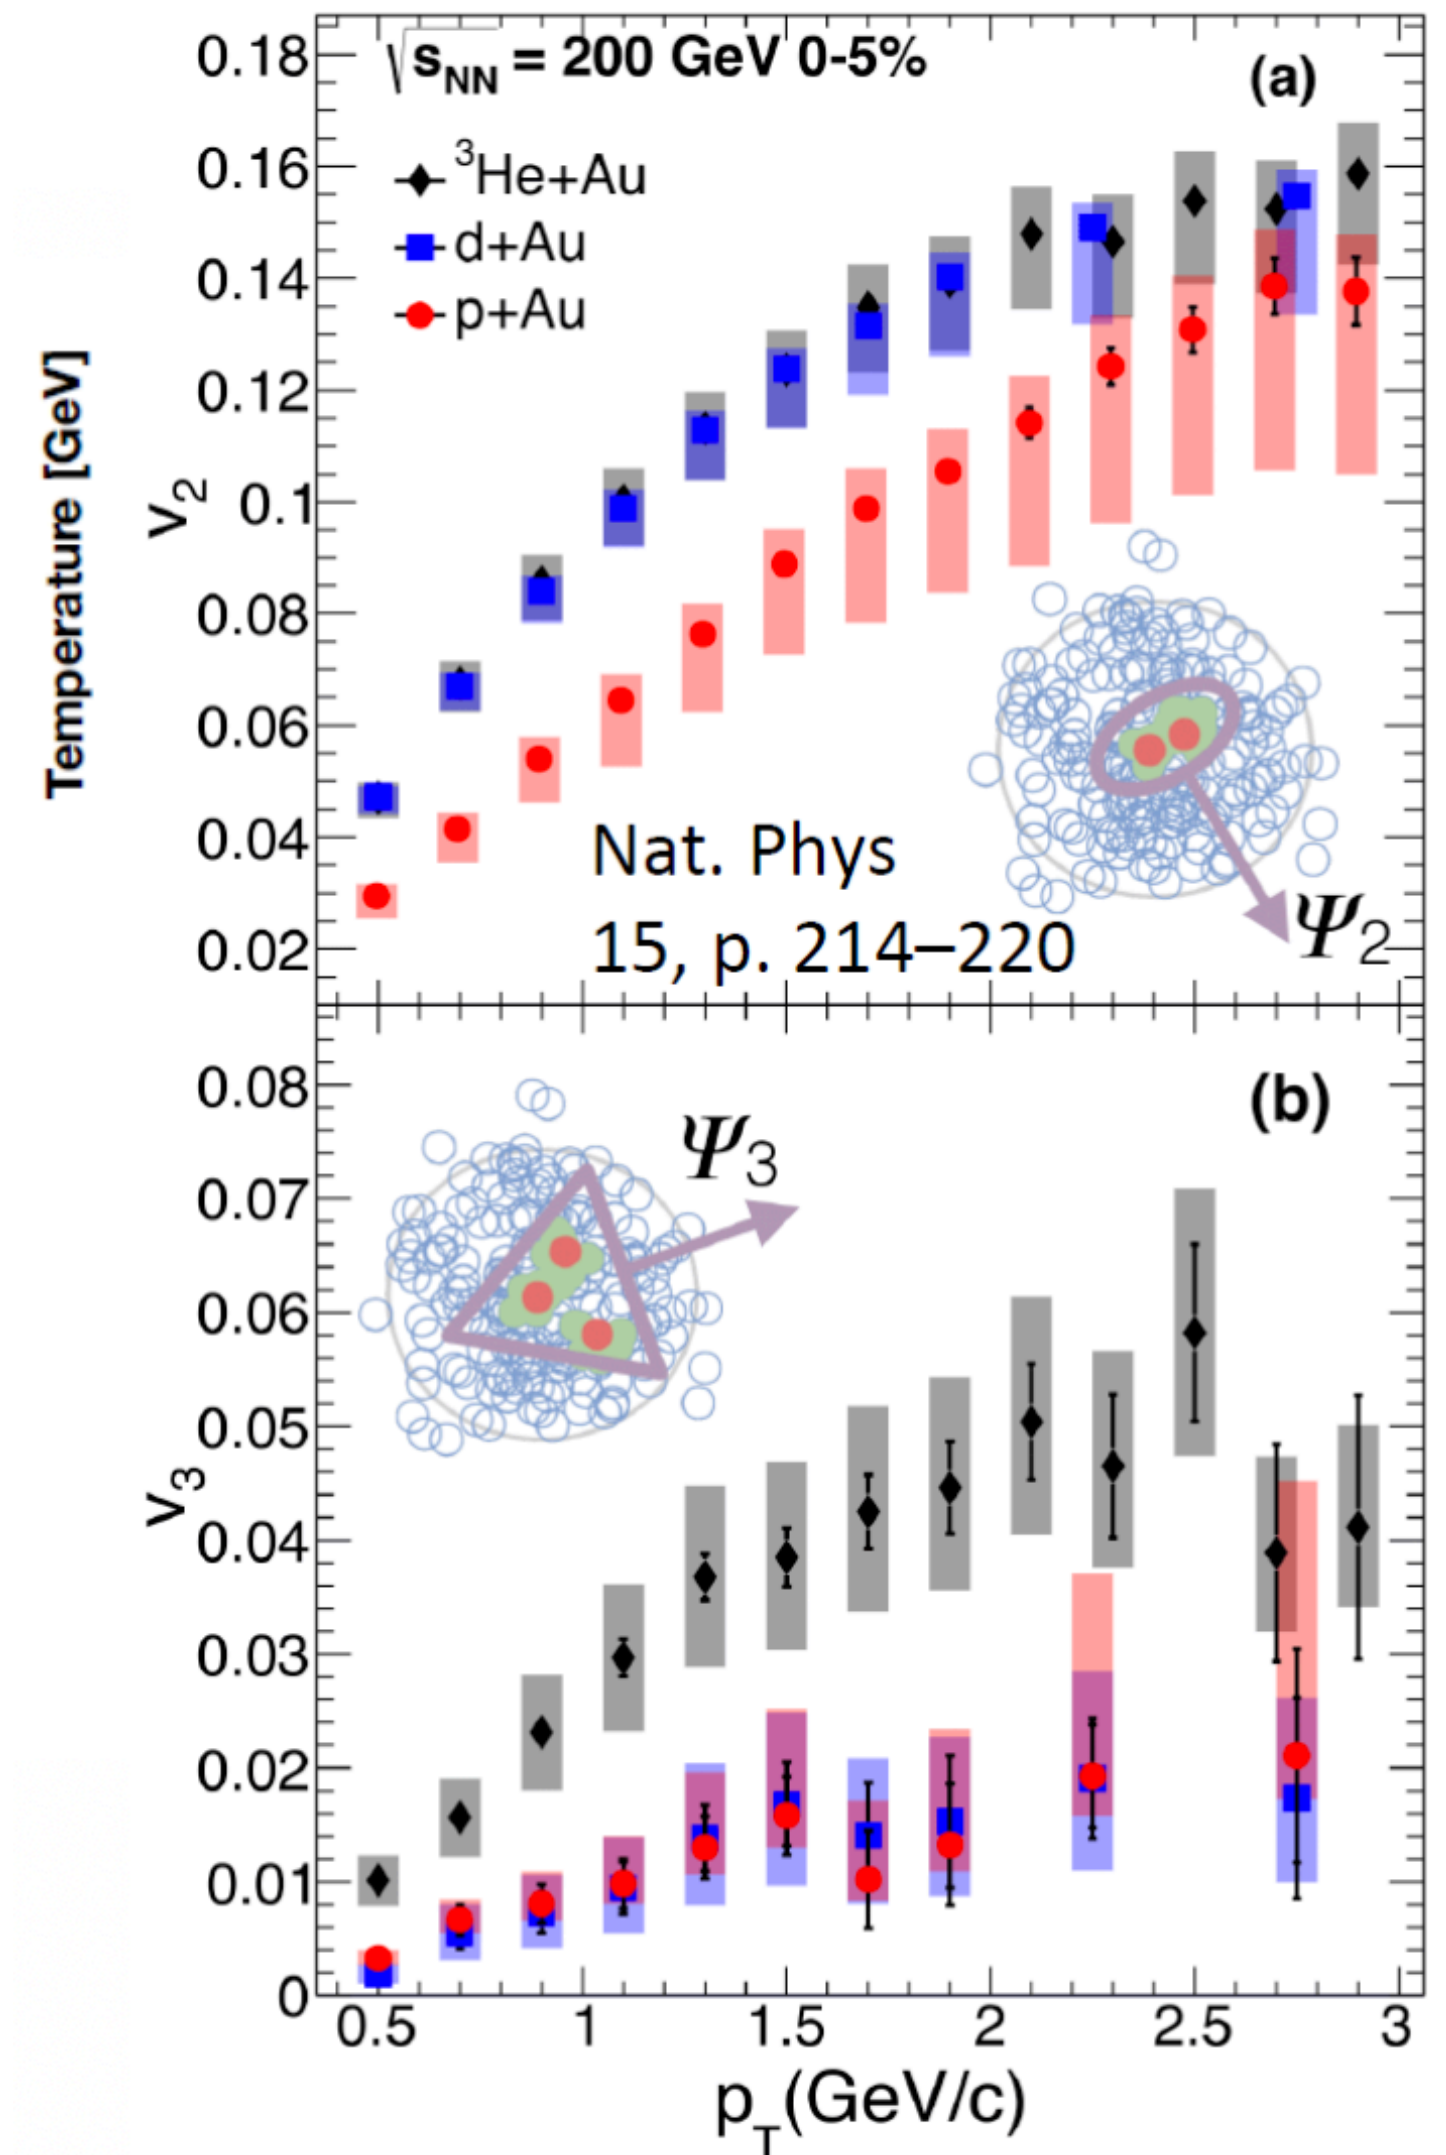 √sNN = 200 GeV 0-5%
(a)
³He+Au
d+Au
p+Au
Temperature [GeV]
v₂
0.18
0.16
0.14
0.12
0.1
0.08
0.06
0.04
0.02
Nat. Phys
15, p. 214–220
Ψ₂
(b)
Ψ₃
v₃
0.08
0.07
0.06
0.05
0.04
0.03
0.02
0.01
0
0.5 1 1.5 2 2.5 3
pT(GeV/c)